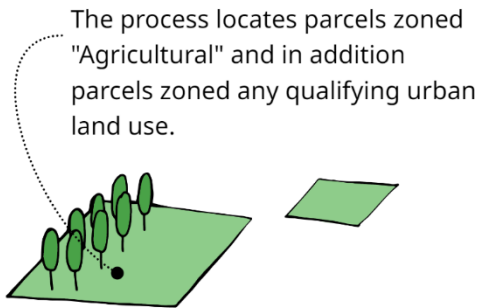 The process locates parcels zoned
"Agricultural" and in addition
parcels zoned any qualifying urban
land use.